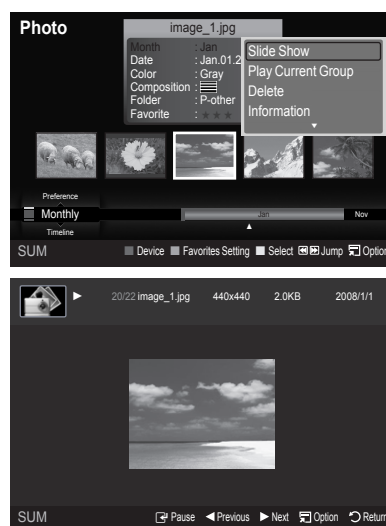 Photo
image_1.jpg
Month : Jan
Date : Jan.01.2
Color : Gray
Composition :
Folder : P-other
Favorite : ★ ★ ★
Slide Show
Play Current Group
Delete
Information
Preference
Monthly
Timeline
Jan
Nov
SUM
Device
Favorites Setting
Select
Jump
Option
20/22 image_1.jpg 440x440 2.0KB 2008/1/1
SUM
Pause
Previous
Next
Option
Return